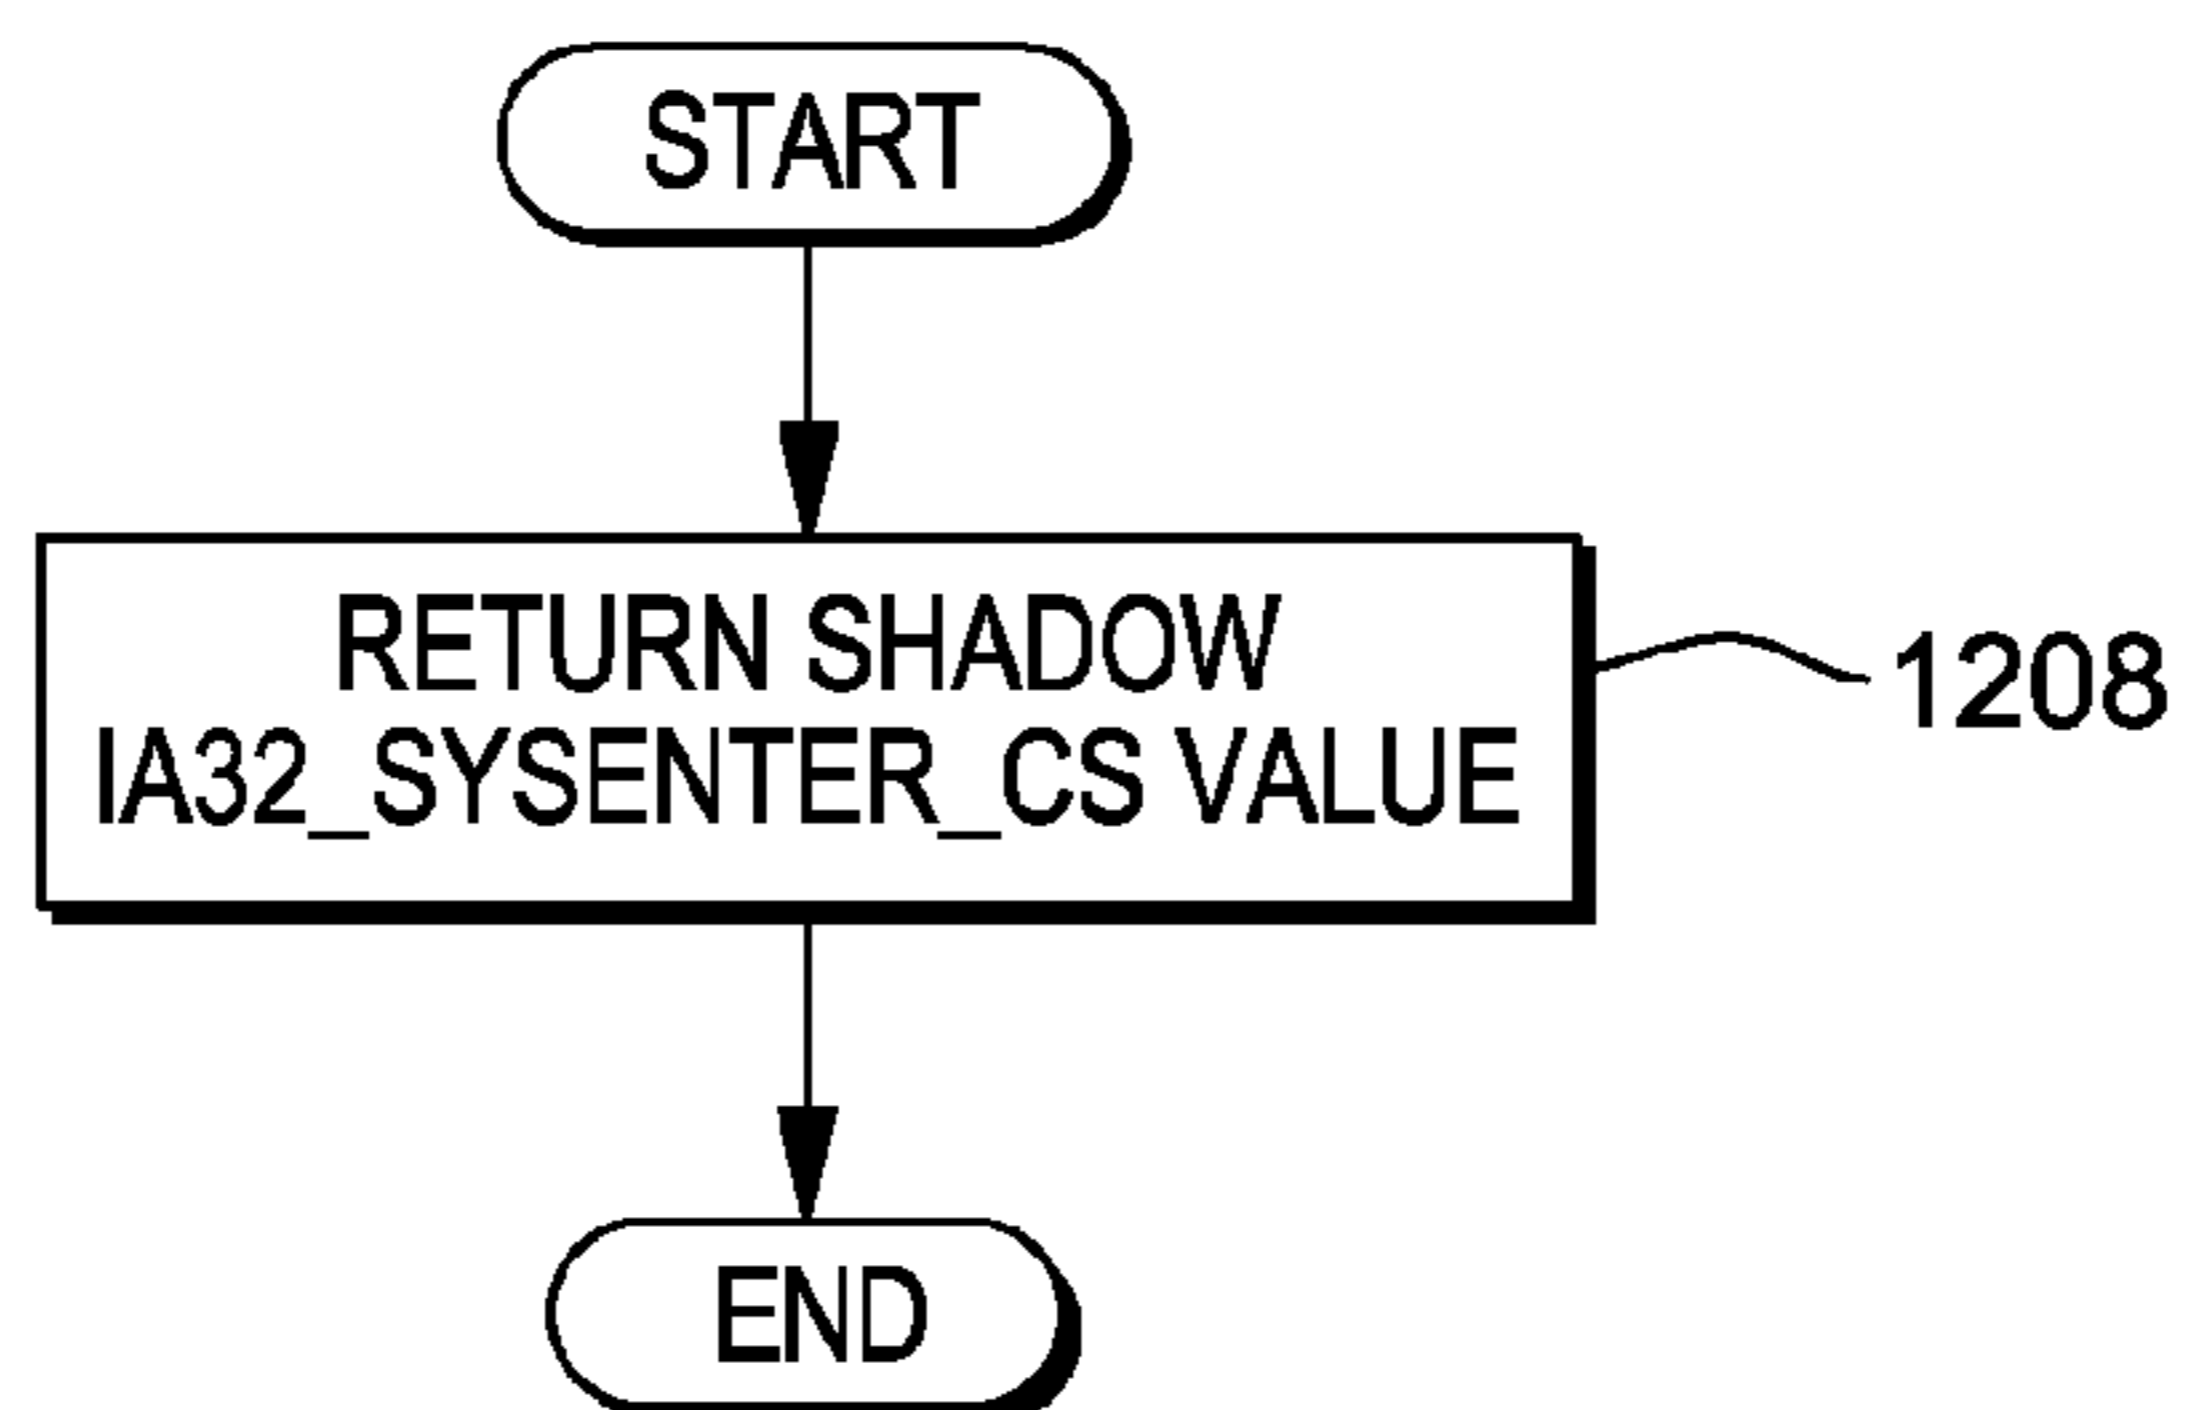 START
RETURN SHADOW
IA32_SYSENTER_CS VALUE
1208
END